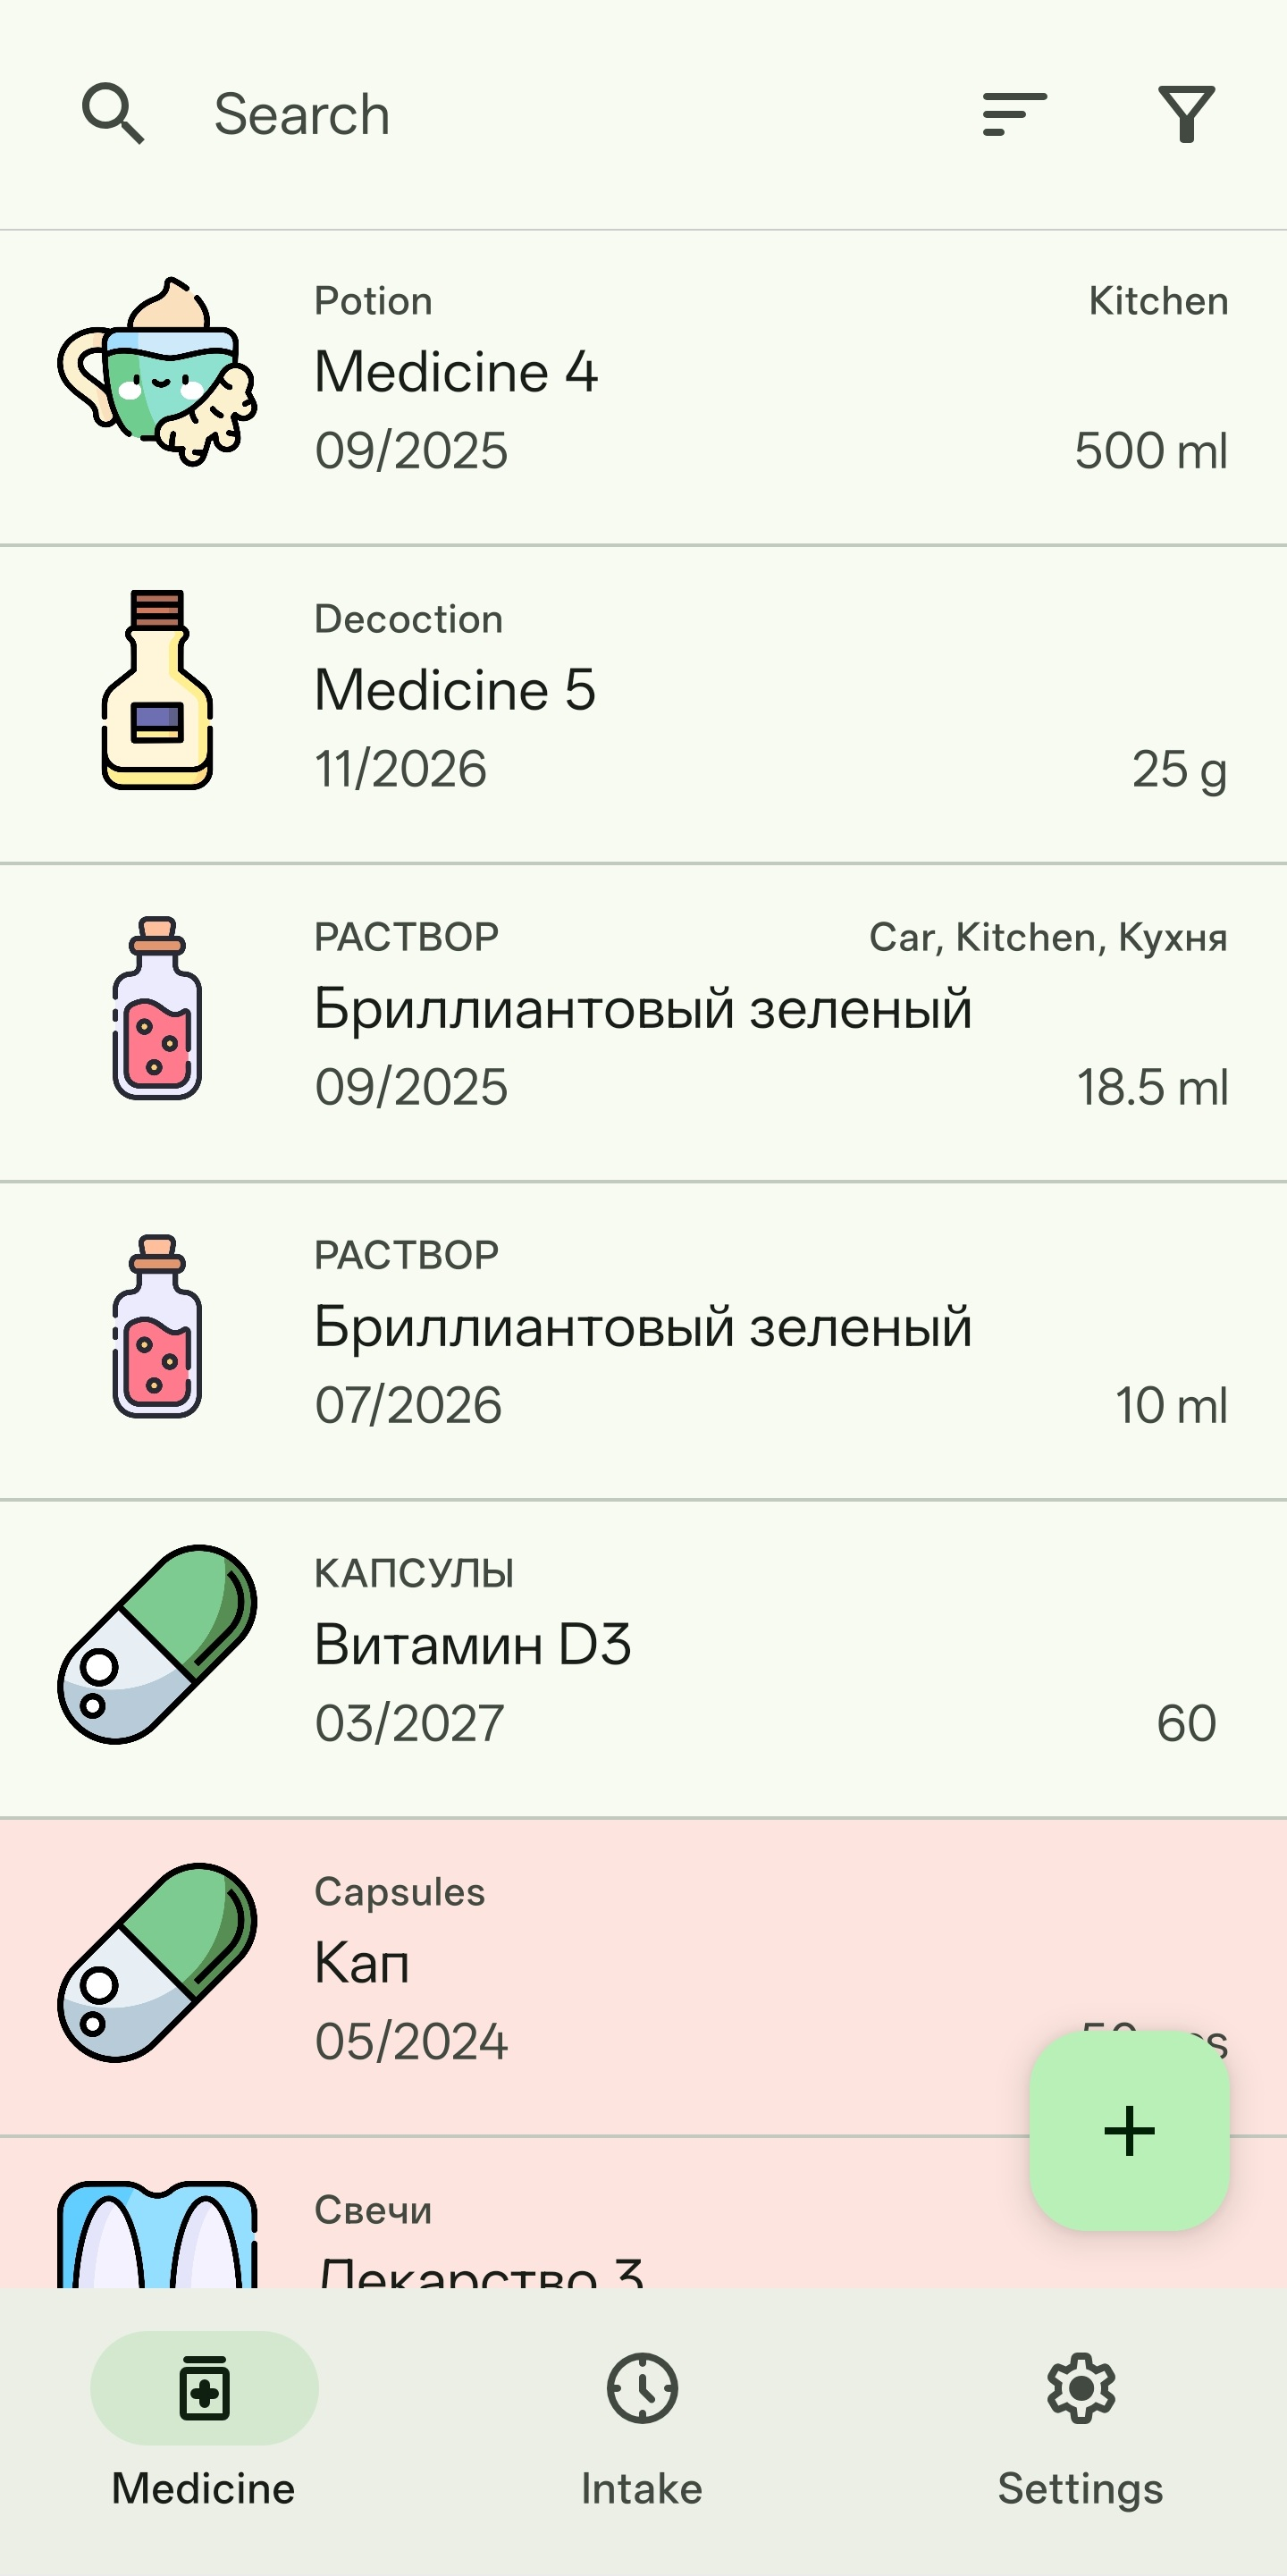 Search
Potion Kitchen
Medicine 4
09/2025 500 ml
Decoction
Medicine 5
11/2026 25 g
РАСТВОР Car, Kitchen, Кухня
Бриллиантовый зеленый
09/2025 18.5 ml
РАСТВОР
Бриллиантовый зеленый
07/2026 10 ml
КАПСУЛЫ
Витамин D3
03/2027 60
Capsules
Кап
05/2024
Свечи
Лекарство 3
Medicine Intake Settings